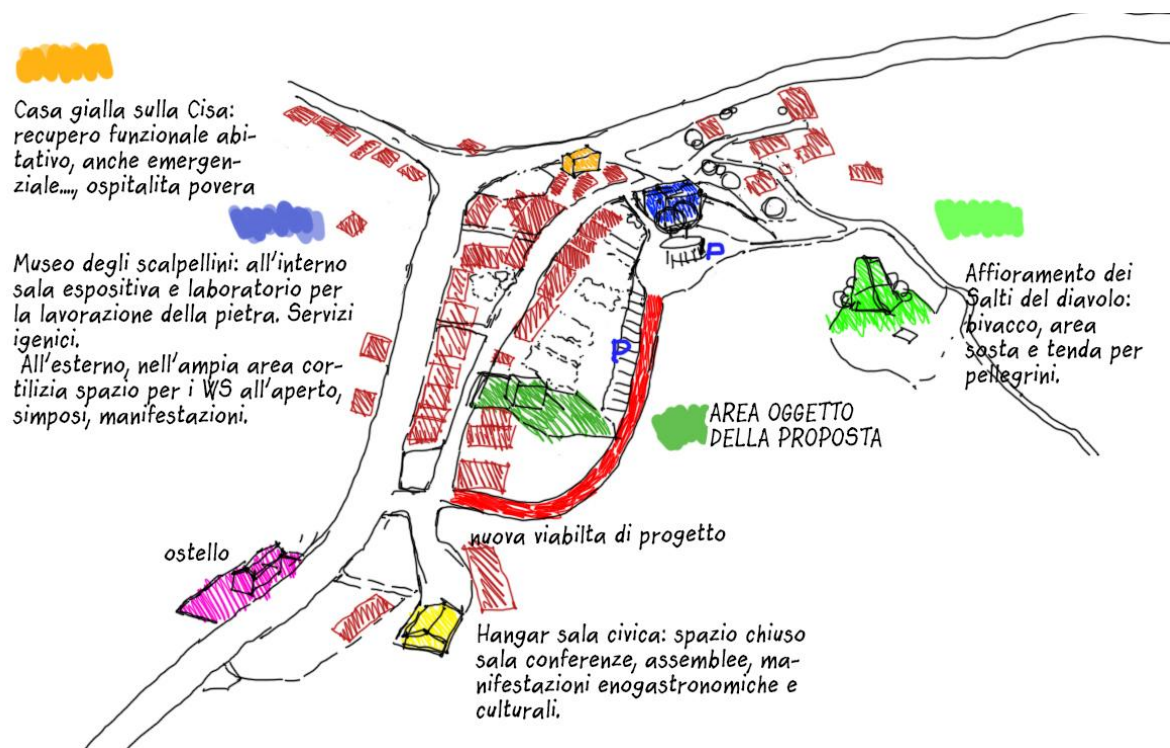 Casa gialla sulla Cisa:
recupero funzionale abi-
tativo, anche emergen-
ziale...., ospitalita povera
Museo degli scalpellini: all'interno
sala espositiva e laboratorio per
la lavorazione della pietra. Servizi
igenici.
All'esterno, nell'ampia area cor-
tilizia spazio per i WS all'aperto,
simposi, manifestazioni.
P
P
Affioramento dei
Salti del diavolo:
bivacco, area
sosta e tenda per
pellegrini.
AREA OGGETTO
DELLA PROPOSTA
nuova viabilta di progetto
ostello
Hangar sala civica: spazio chiuso
sala conferenze, assemblee, ma-
nifestazioni enogastronomiche e
culturali.